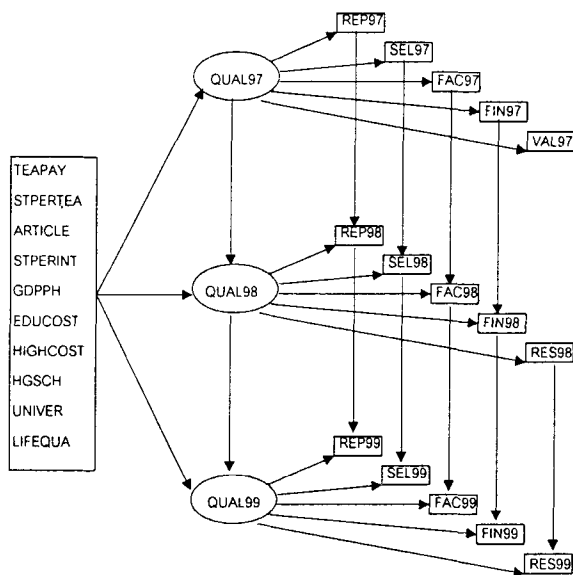 REP97
SEL97
QUAL97
FAC97
FIN97
VAL97
TEAPAY
STPERTEA
ARTICLE
STPERINT
GDPPH
EDUCOST
HIGHCOST
HGSCH
UNIVER
LIFEQUA
REP98
SEL98
QUAL98
FAC98
FIN98
RES98
REP99
SEL99
QUAL99
FAC99
FIN99
RES99